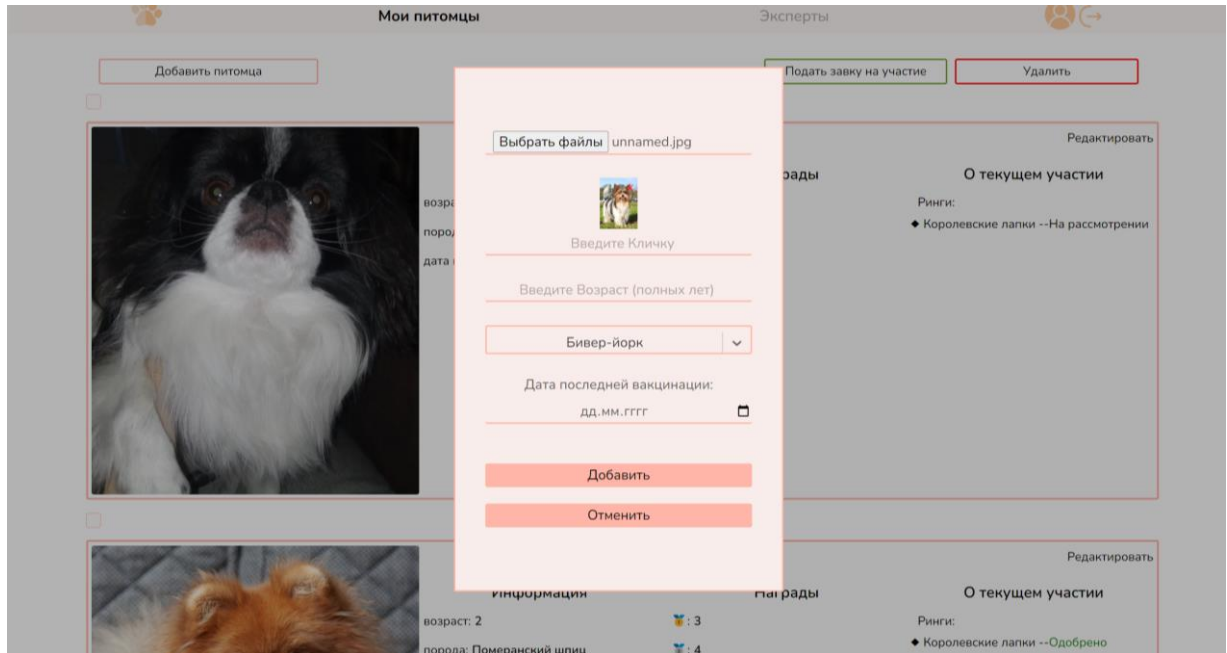 Мои питомцы
Эксперты
Добавить питомца
Подать завку на участие
Удалить
Выбрать файлы unnamed.jpg
Введите Кличку
Введите Возраст (полных лет)
Бивер-йорк
Дата последней вакцинации:
дд.мм.гггг
Добавить
Отменить
Редактировать
О текущем участии
Ринги:
◆ Королевские лапки --На рассмотрении
дата
Редактировать
Информация
Награды
О текущем участии
возраст: 2
🥇: 3
Ринги:
порода: Померанский шпиц
🥈: 4
◆ Королевские лапки --Одобрено